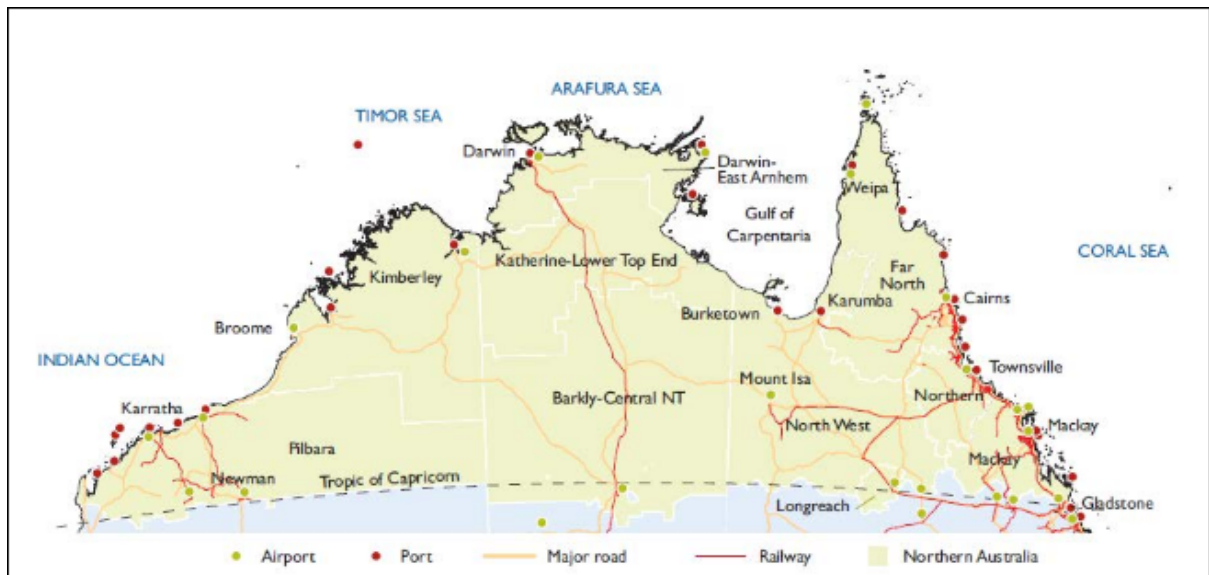 ARAFURA SEA
TIMOR SEA
Darwin
Darwin-
East Arnhem
Weipa
Gulf of
Carpentaria
CORAL SEA
Kimberley
Katherine-Lower Top End
Far
North
Broome
Burketown
Karumba
Cairns
INDIAN OCEAN
Mount Isa
Townsville
Karratha
Barkly-Central NT
Northern
North West
Mackay
Pilbara
Mackay
Newman
Tropic of Capricorn
Longreach
Gladstone
Airport
Port
Major road
Railway
Northern Australia